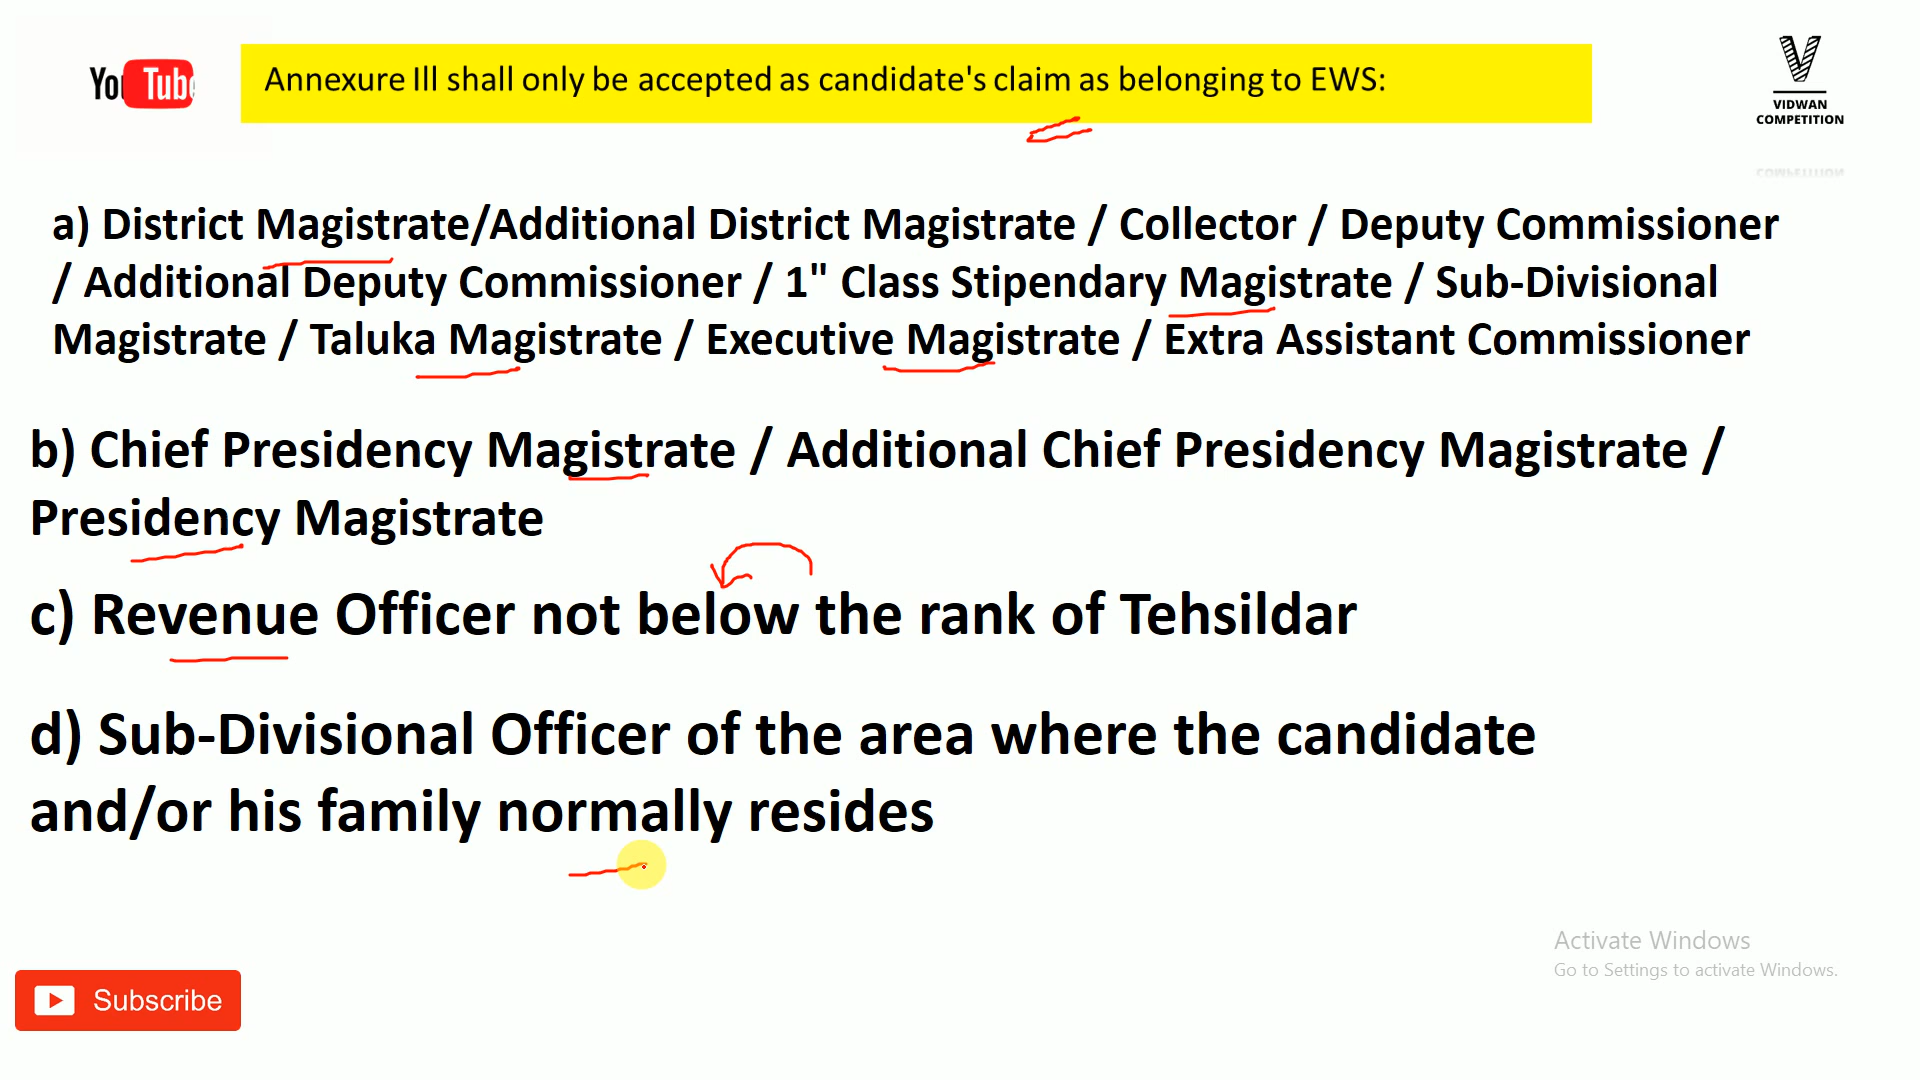 YouTube
Annexure Ill shall only be accepted as candidate's claim as belonging to EWS:
VIDWAN
COMPETITION
a) District Magistrate/Additional District Magistrate / Collector / Deputy Commissioner
/ Additional Deputy Commissioner / 1" Class Stipendary Magistrate / Sub-Divisional
Magistrate / Taluka Magistrate / Executive Magistrate / Extra Assistant Commissioner
b) Chief Presidency Magistrate / Additional Chief Presidency Magistrate /
Presidency Magistrate
c) Revenue Officer not below the rank of Tehsildar
d) Sub-Divisional Officer of the area where the candidate
and/or his family normally resides
Activate Windows
Go to Settings to activate Windows.
Subscribe